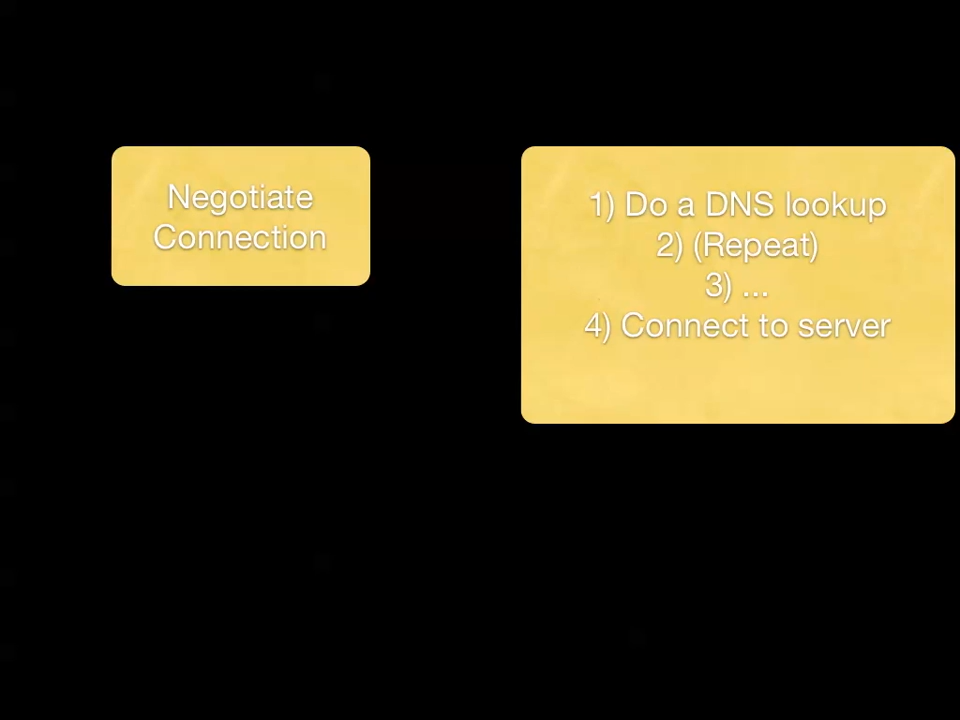 Negotiate
Connection
1) Do a DNS lookup
2) (Repeat)
3) ...
4) Connect to server